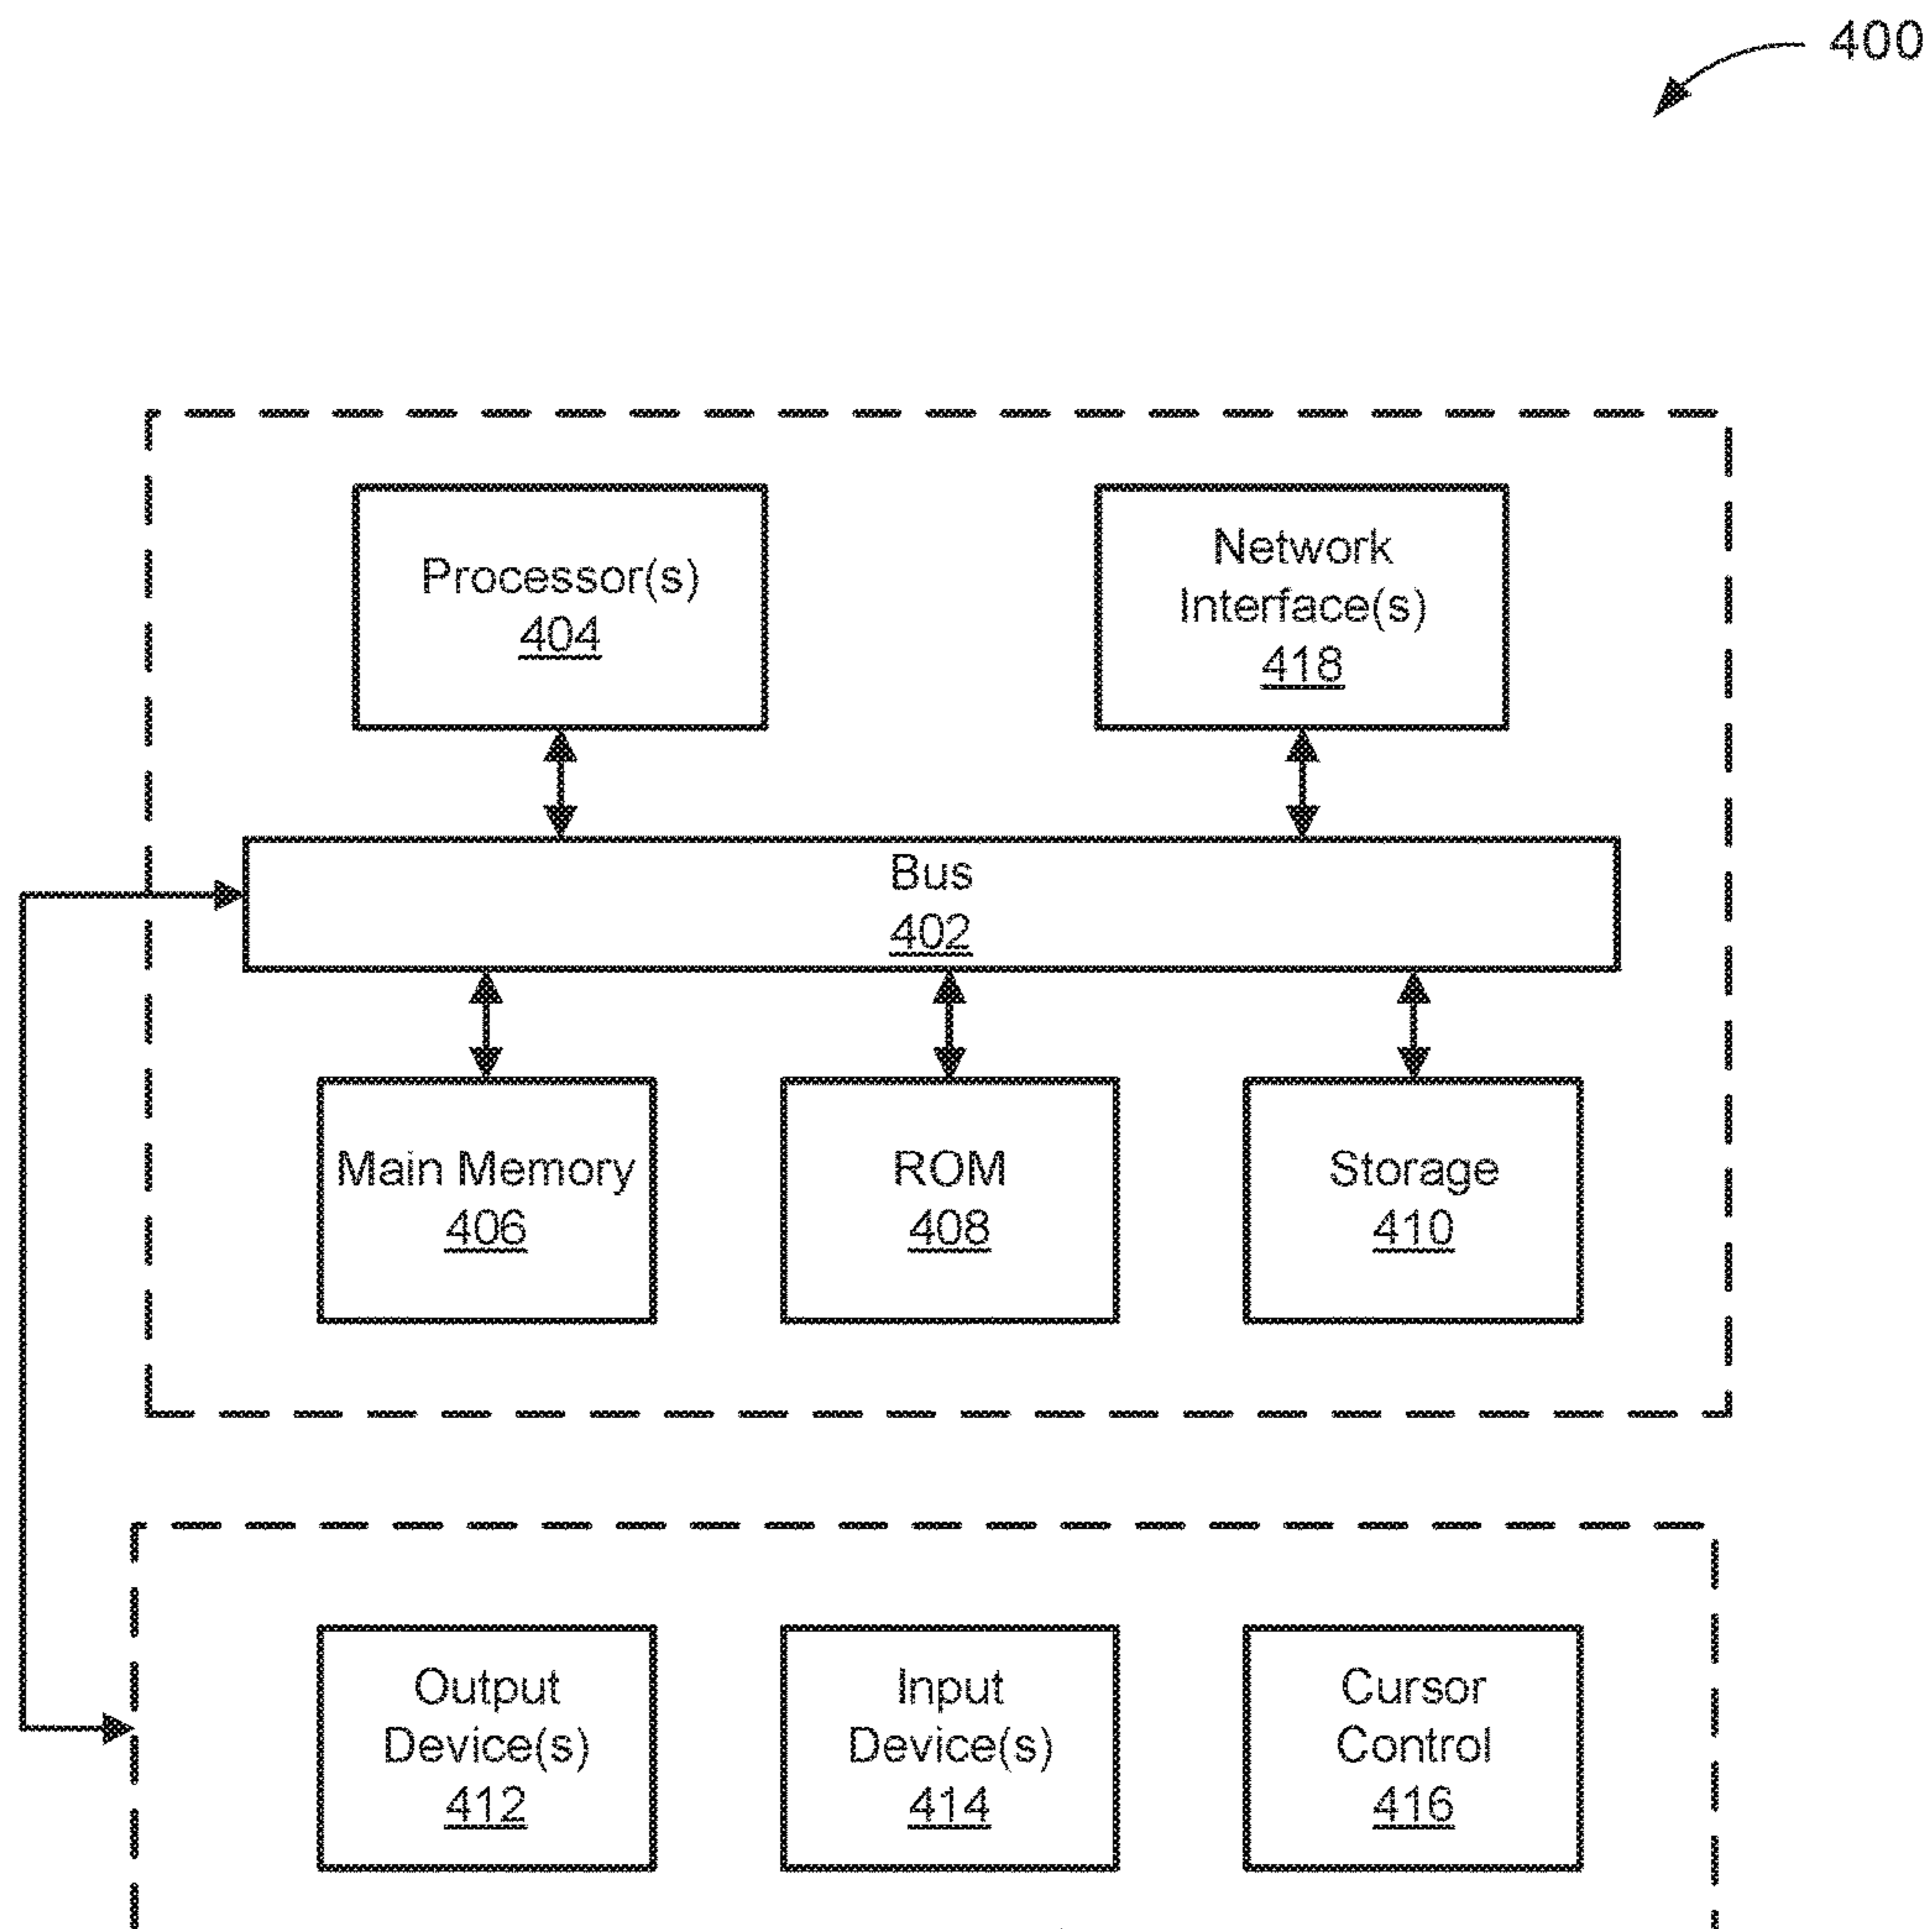 400
Processor(s)
404
Network
Interface(s)
418
Bus
402
Main Memory
406
ROM
408
Storage
410
Output
Device(s)
412
Input
Device(s)
414
Cursor
Control
416